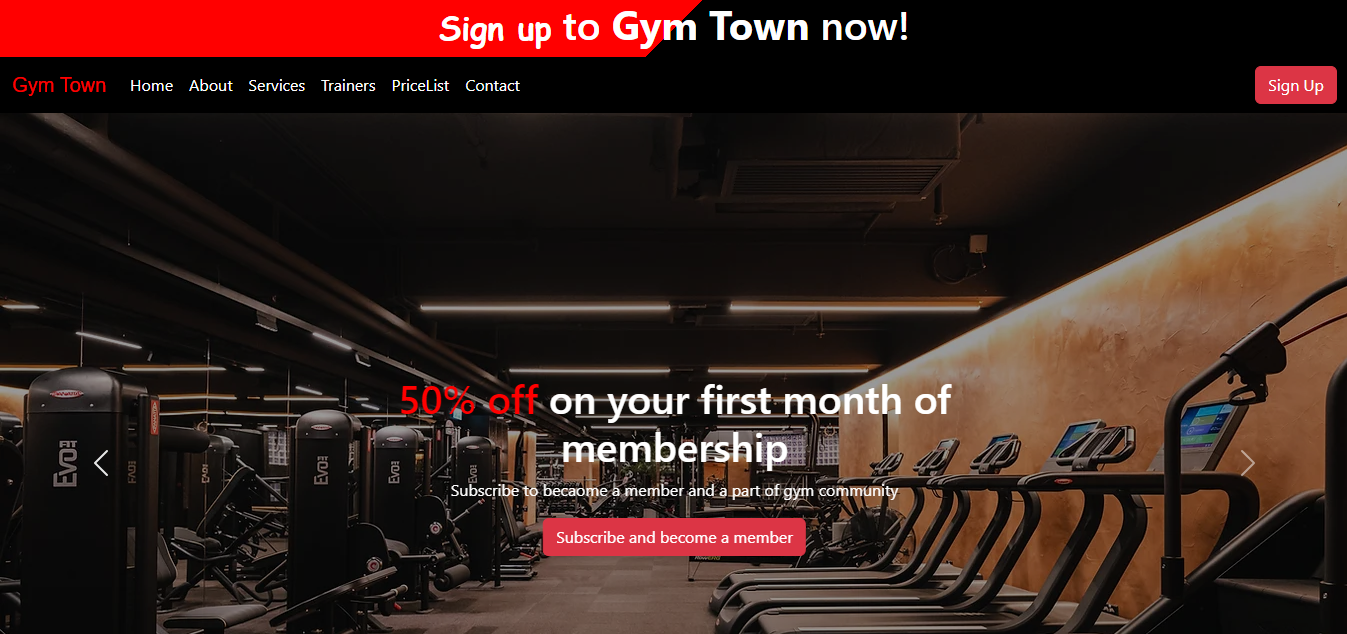 Sign up to Gym Town now!
Gym Town Home About Services Trainers PriceList Contact Sign Up
50% off on your first month of
membership
Subscribe to becaome a member and a part of gym community
Subscribe and become a member
EVOFIT
EVO
EVO
EVO